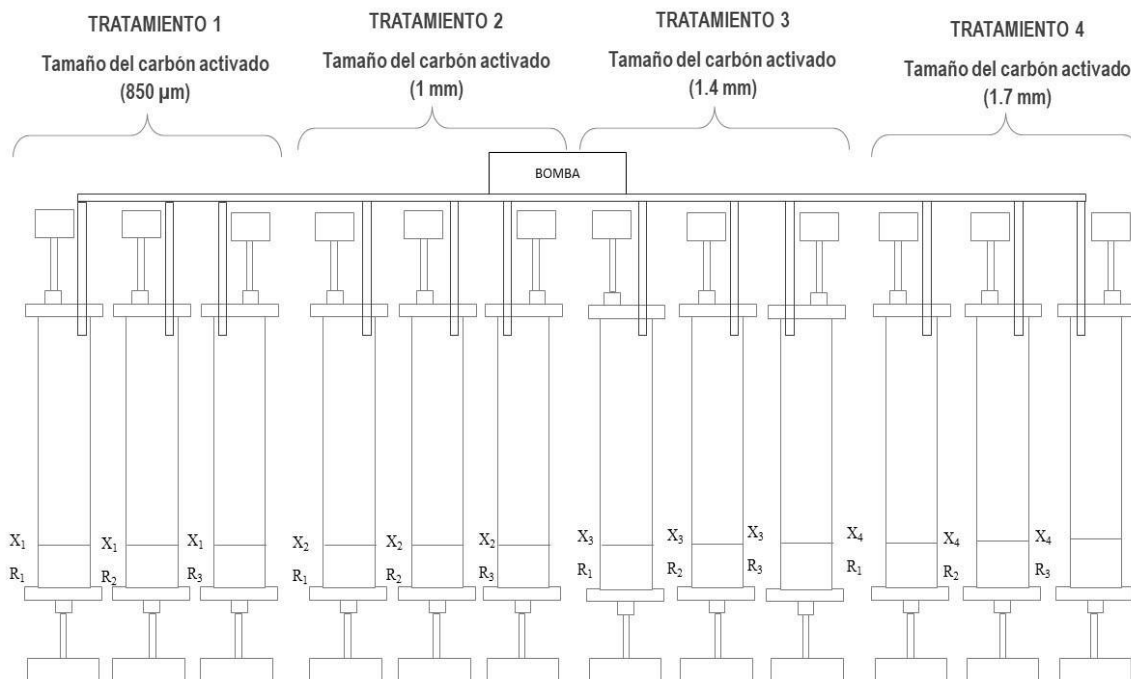 TRATAMIENTO 1
Tamaño del carbón activado
(850 µm)
TRATAMIENTO 2
Tamaño del carbón activado
(1 mm)
TRATAMIENTO 3
Tamaño del carbón activado
(1.4 mm)
TRATAMIENTO 4
Tamaño del carbón activado
(1.7 mm)
BOMBA
X₁ X₁ X₁ X₂ X₂ X₂ X₃ X₃ X₃ X₄ X₄ X₄
R₁ R₂ R₃ R₁ R₂ R₃ R₁ R₂ R₃ R₁ R₂ R₃